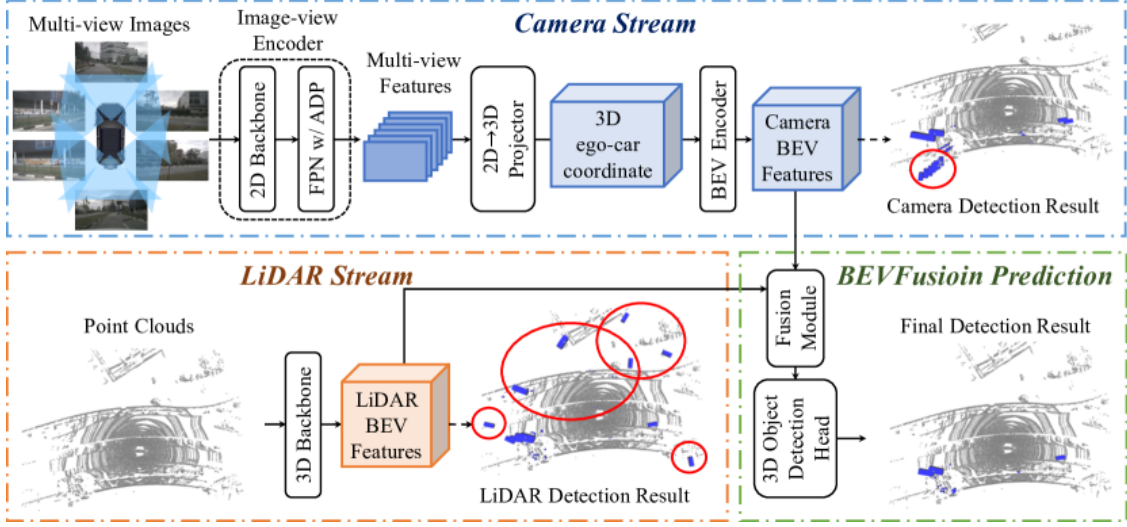 Camera Stream
Multi-view Images
Image-view
Encoder
2D Backbone
FPN w/ ADP
Multi-view
Features
2D→3D
Projector
3D
ego-car
coordinate
BEV Encoder
Camera
BEV
Features
Camera Detection Result
LiDAR Stream
Point Clouds
3D Backbone
LiDAR
BEV
Features
LiDAR Detection Result
BEVFusioin Prediction
Fusion
Module
3D Object
Detection
Head
Final Detection Result